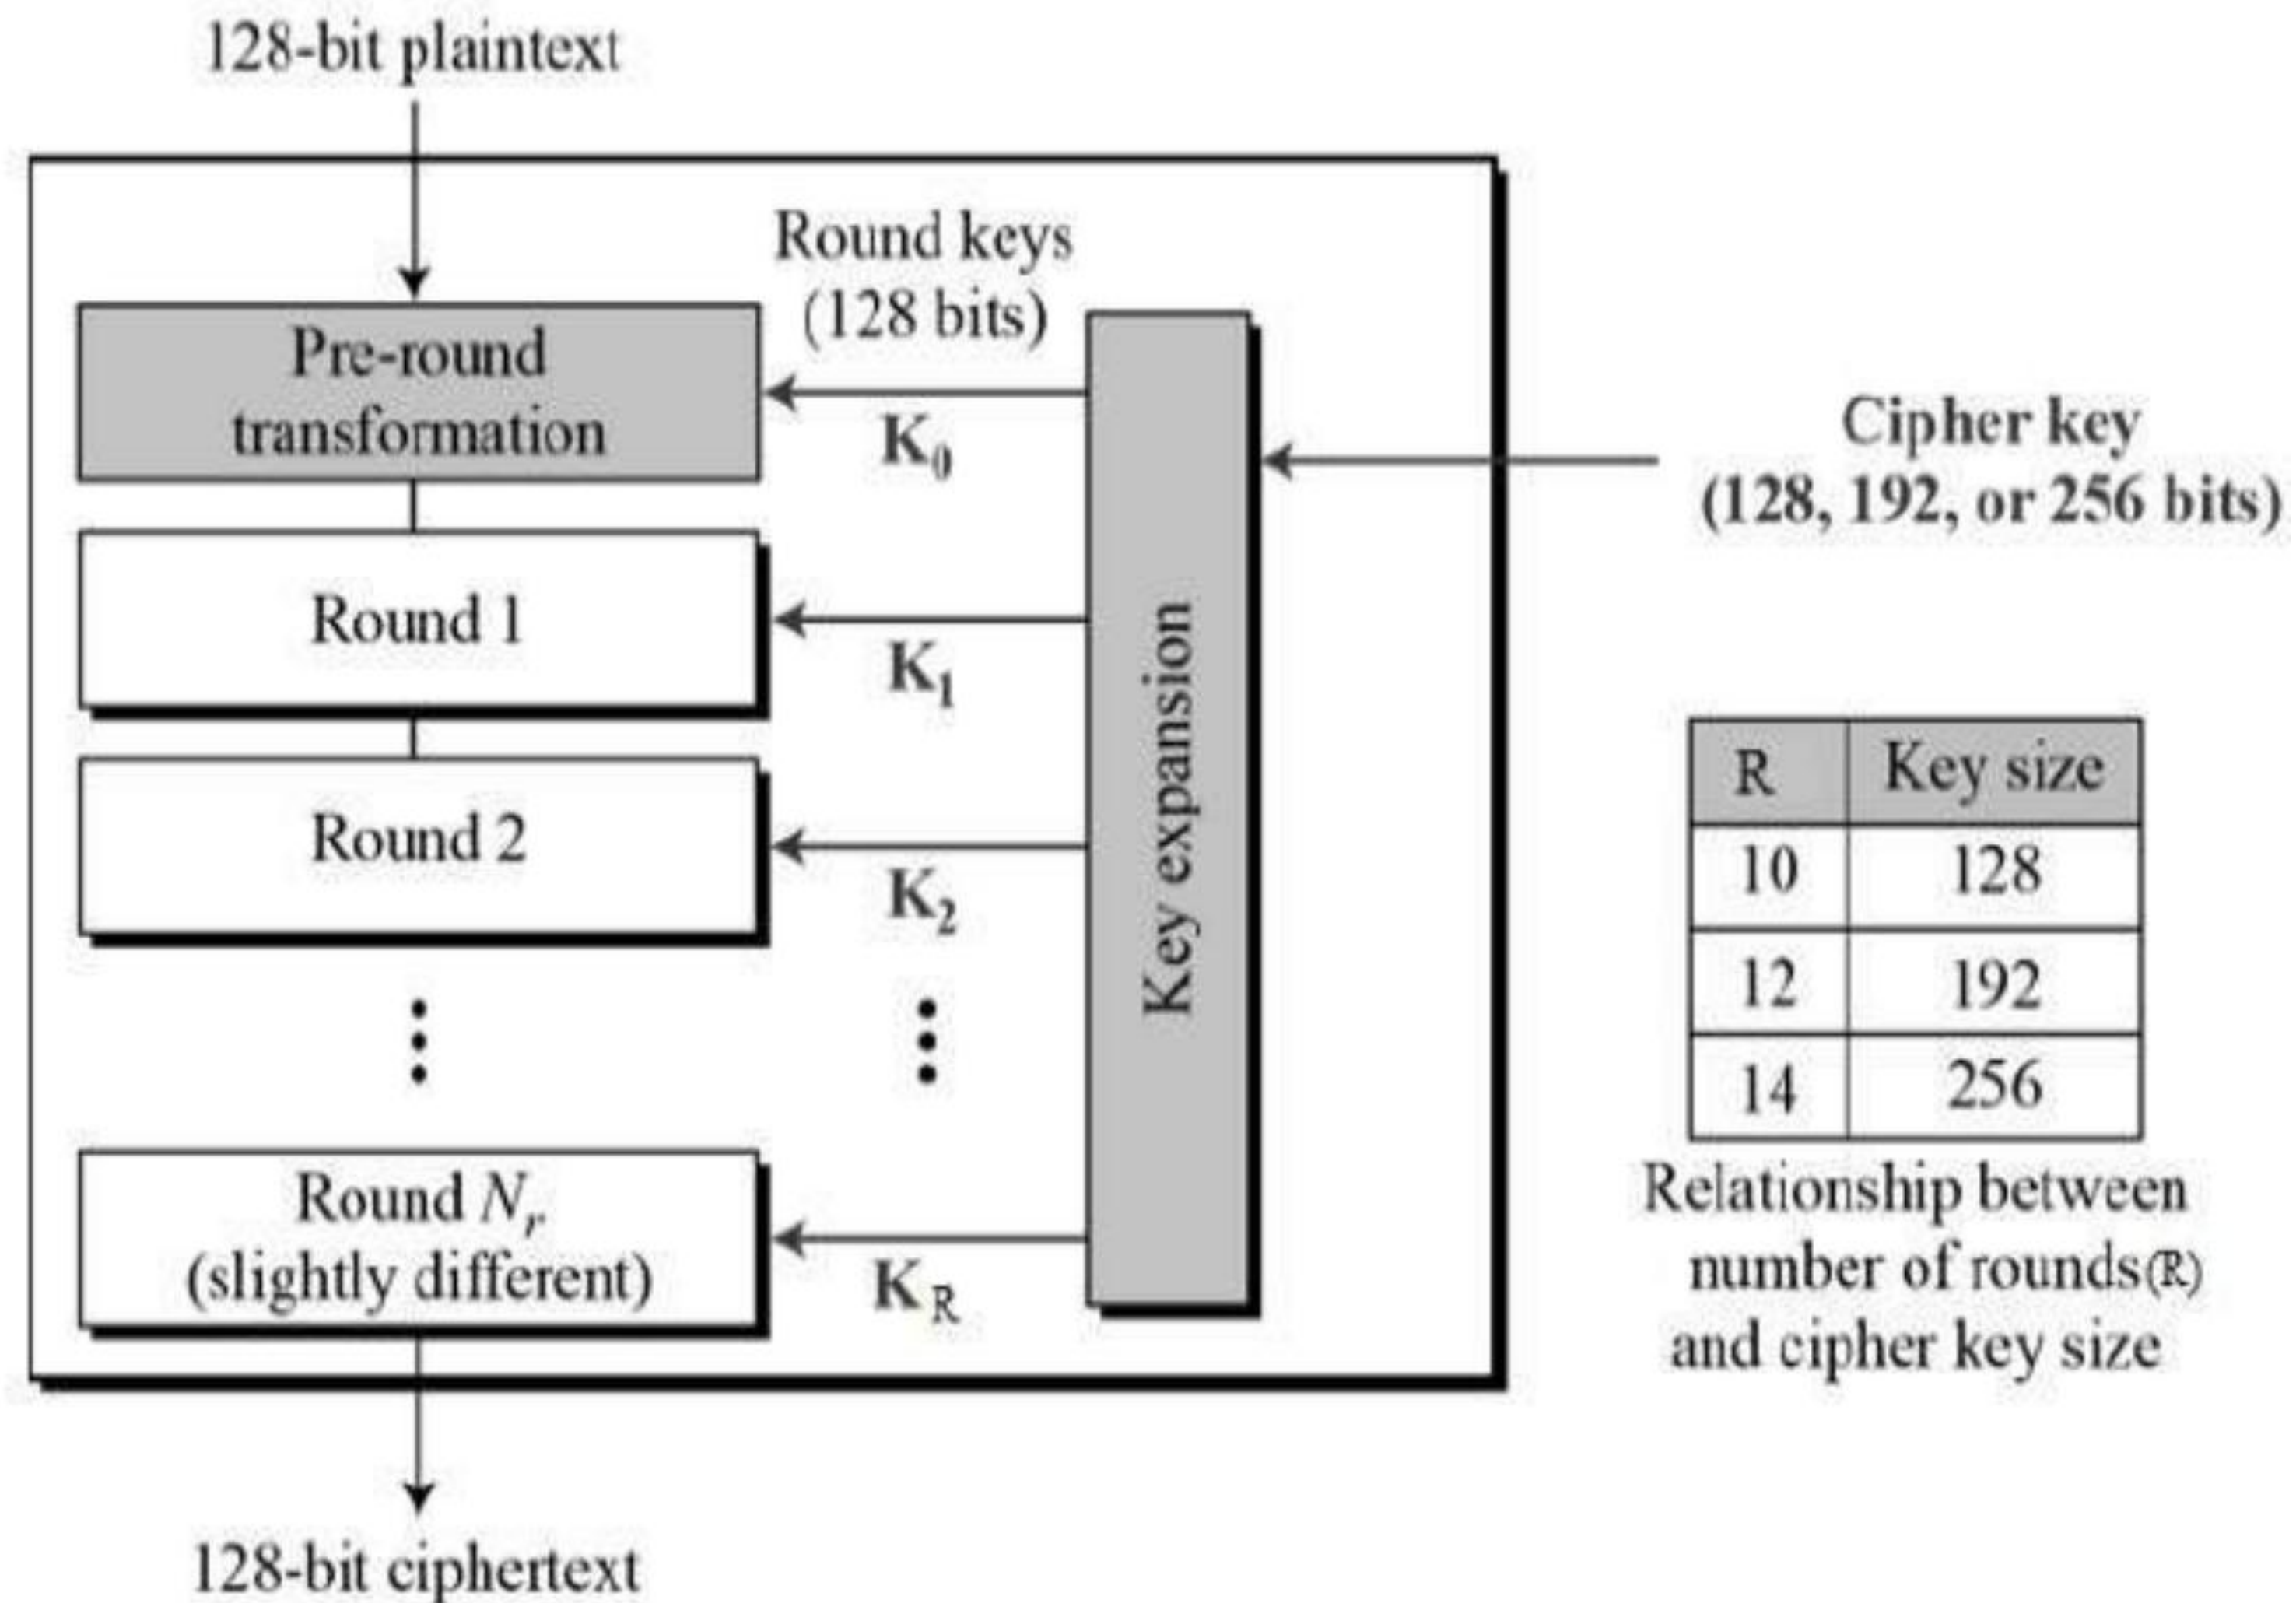 128-bit plaintext
Round keys
(128 bits)
Pre-round
transformation
K0
Cipher key
(128, 192, or 256 bits)
Round 1
K1
Key expansion
Round 2
K2
R Key size
10 128
12 192
14 256
Relationship between
number of rounds(R)
and cipher key size
Round Nr
(slightly different)
KR
128-bit ciphertext